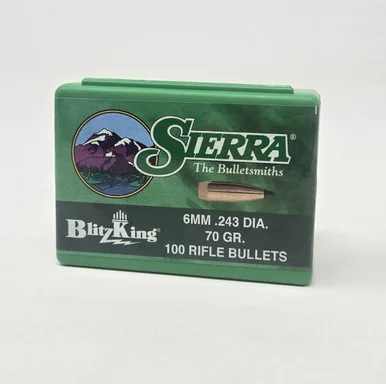 SIERRA®
The Bulletsmiths
6MM .243 DIA.
70 GR.
100 RIFLE BULLETS
BlitzKing®